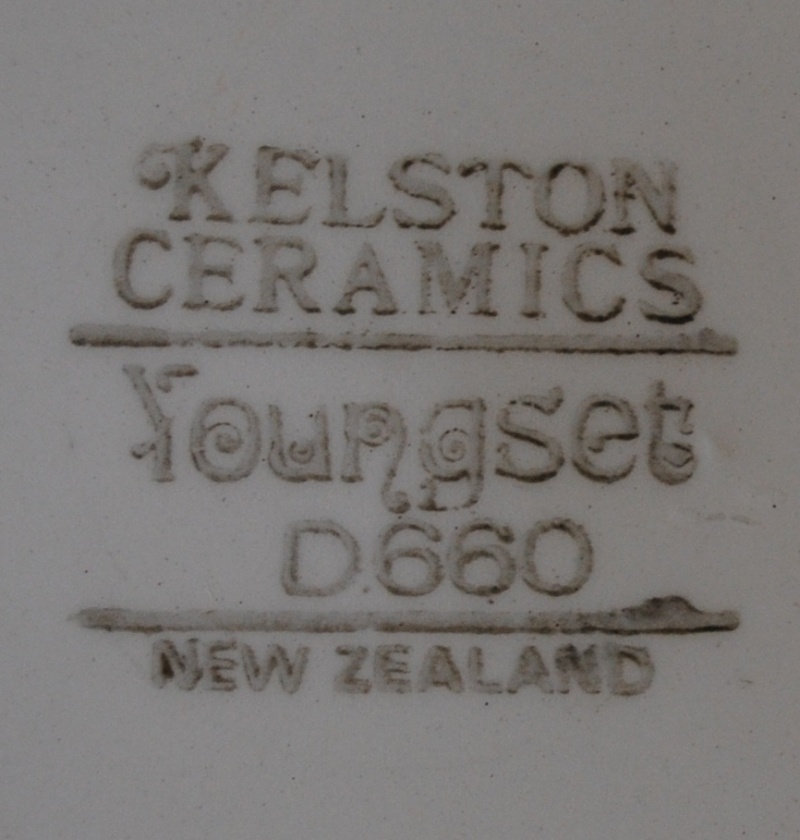 KELSTON
CERAMICS
Youngset
D660
NEW ZEALAND